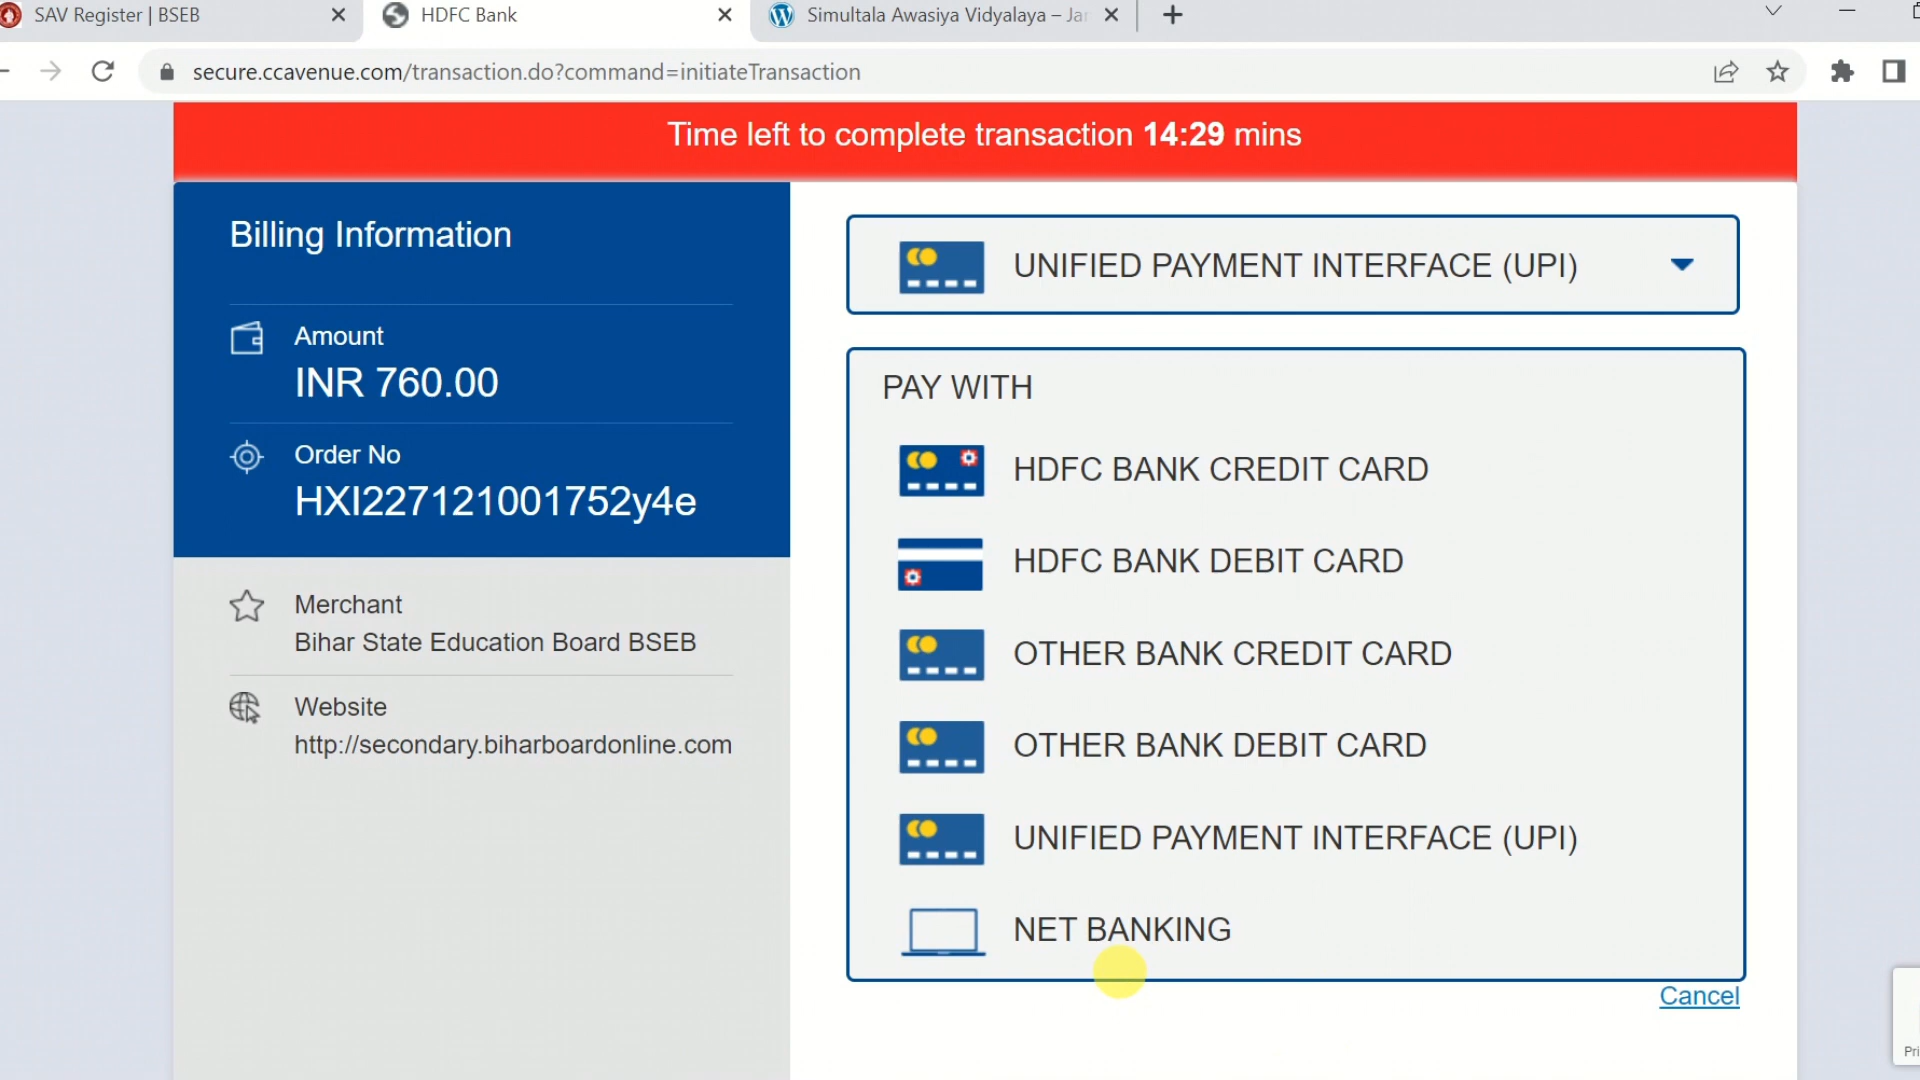 SAV Register | BSEB
HDFC Bank
Simultala Awasiya Vidyalaya – Jar
secure.ccavenue.com/transaction.do?command=initiateTransaction
Time left to complete transaction 14:29 mins
Billing Information
Amount
INR 760.00
Order No
HXI227121001752y4e
Merchant
Bihar State Education Board BSEB
Website
http://secondary.biharboardonline.com
UNIFIED PAYMENT INTERFACE (UPI)
PAY WITH
HDFC BANK CREDIT CARD
HDFC BANK DEBIT CARD
OTHER BANK CREDIT CARD
OTHER BANK DEBIT CARD
UNIFIED PAYMENT INTERFACE (UPI)
NET BANKING
Cancel
Pri